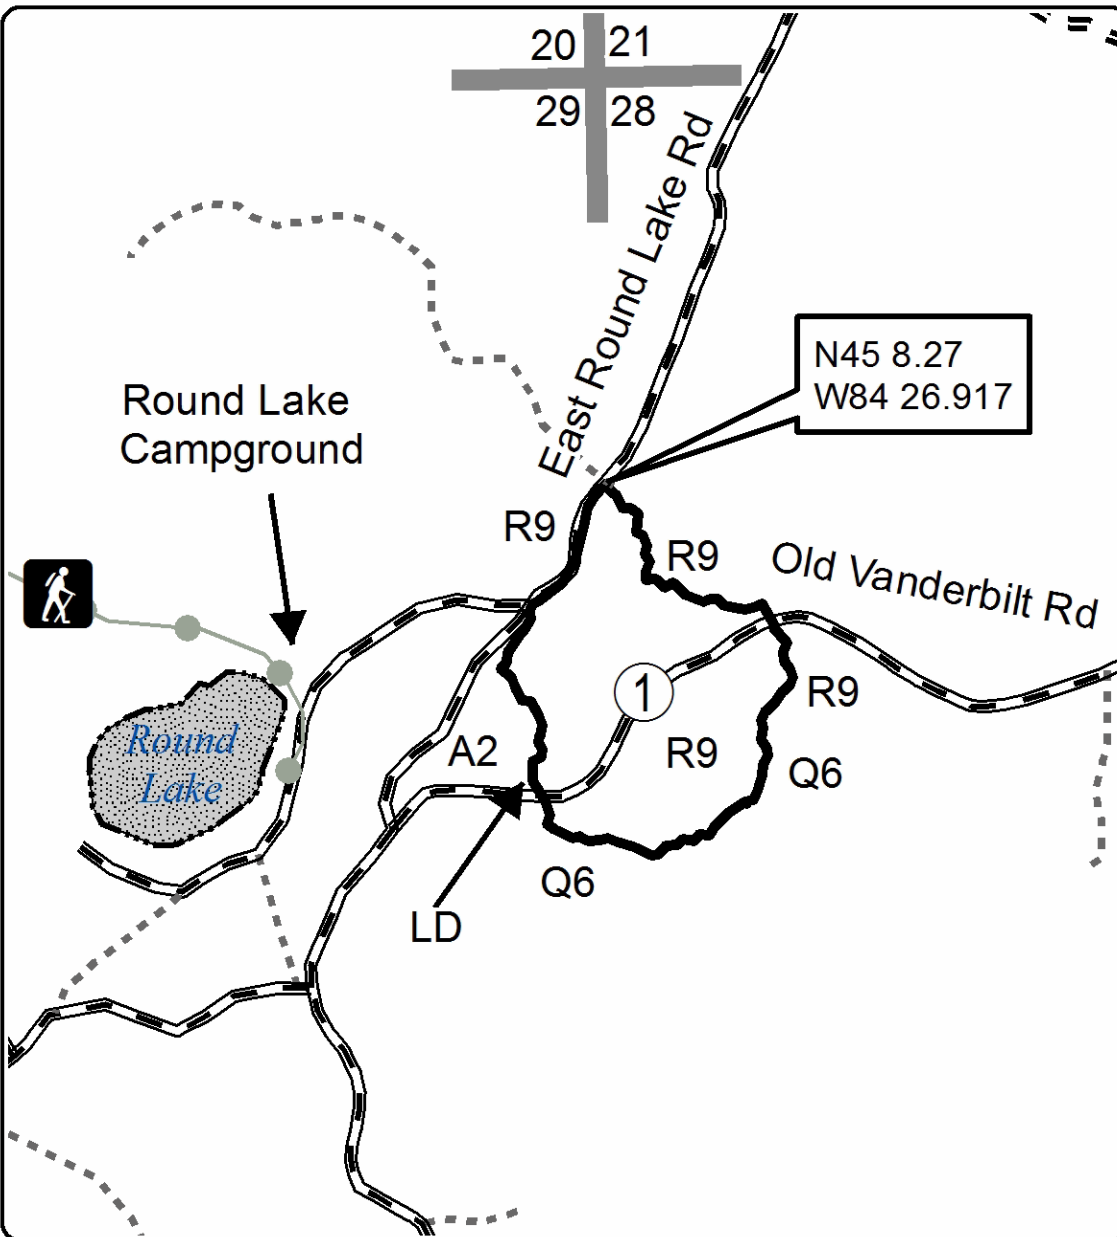 20 21
29 28
East Round Lake Rd
N45 8.27
W84 26.917
Round Lake
Campground
R9
R9
Old Vanderbilt Rd
1
R9
R9
A2
Q6
Round
Lake
Q6
LD